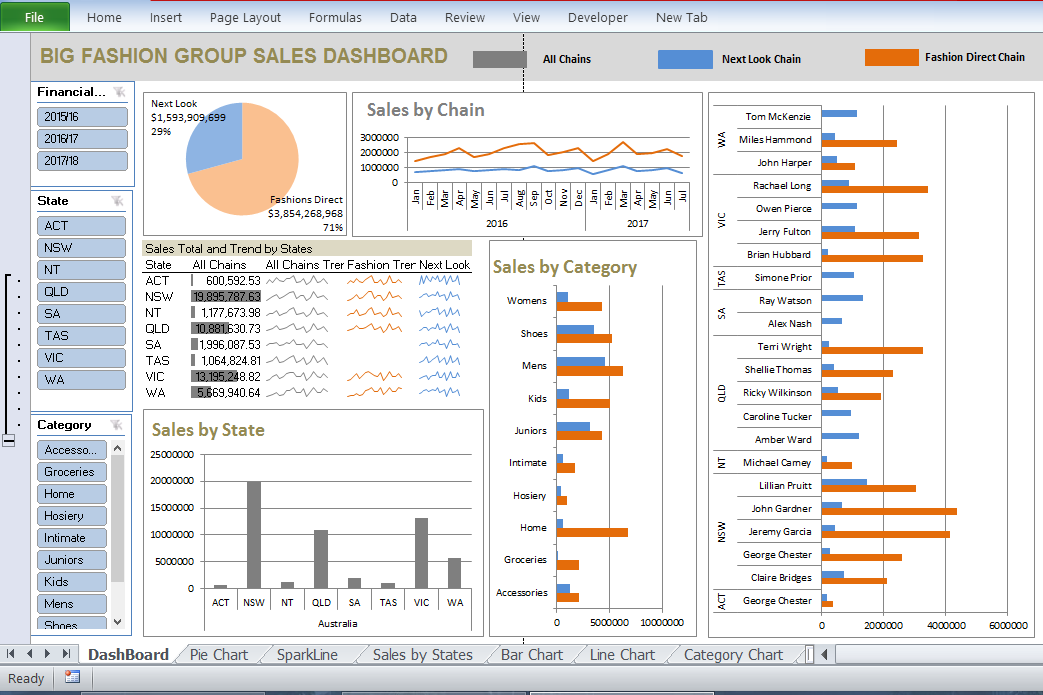 File Home Insert Page Layout Formulas Data Review View Developer New Tab
BIG FASHION GROUP SALES DASHBOARD
All Chains
Next Look Chain
Fashion Direct Chain
Financial...
2015/16
2016/17
2017/18
State
ACT
NSW
NT
QLD
SA
TAS
VIC
WA
Category
Accesso...
Groceries
Home
Hosiery
Intimate
Juniors
Kids
Mens
Shoes
Next Look
$1,593,909,699
29%
Fashions Direct
$3,854,268,968
71%
Sales by Chain
3000000
2000000
1000000
0
Jan Feb Mar Apr May Jun Jul Aug Sep Oct Nov Dec Jan Feb Mar Apr May Jun Jul
2016 2017
Sales Total and Trend by States
State All Chains All Chains Trer Fashion Trer Next Look
ACT 600,592.53
NSW 19,895,787.63
NT 1,177,673.98
QLD 10,881,630.73
SA 1,996,087.53
TAS 1,064,824.81
VIC 13,195,248.82
WA 5,669,940.64
Sales by State
25000000
20000000
15000000
10000000
5000000
0
ACT NSW NT QLD SA TAS VIC WA
Australia
Sales by Category
Womens
Shoes
Mens
Kids
Juniors
Intimate
Hosiery
Home
Groceries
Accessories
0 5000000 10000000
WA
Tom McKenzie
Miles Hammond
John Harper
VIC
Rachael Long
Owen Pierce
Jerry Fulton
Brian Hubbard
TAS
Simone Prior
SA
Ray Watson
Alex Nash
QLD
Terri Wright
Shellie Thomas
Ricky Wilkinson
Caroline Tucker
Amber Ward
NT
Michael Carney
NSW
Lillian Pruitt
John Gardner
Jeremy Garcia
George Chester
Claire Bridges
ACT
George Chester
0 2000000 4000000 6000000
DashBoard Pie Chart SparkLine Sales by States Bar Chart Line Chart Category Chart
Ready